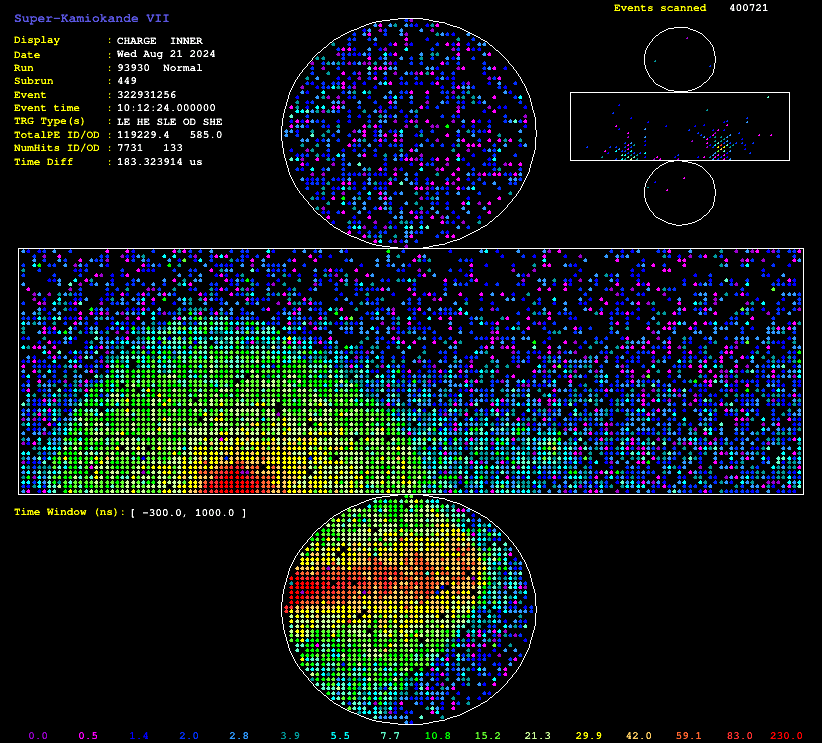 Super-Kamiokande VII
Events scanned 400721
Display : CHARGE INNER
Date : Wed Aug 21 2024
Run : 93930 Normal
Subrun : 449
Event : 322931256
Event time : 10:12:24.000000
TRG Type(s) : LE HE SLE OD SHE
TotalPE ID/OD : 119229.4 585.0
NumHits ID/OD : 7731 133
Time Diff : 183.323914 us
Time Window (ns): [ -300.0, 1000.0 ]
0.0 0.5 1.4 2.0 2.8 3.9 5.5 7.7 10.8 15.2 21.3 29.9 42.0 59.1 83.0 230.0